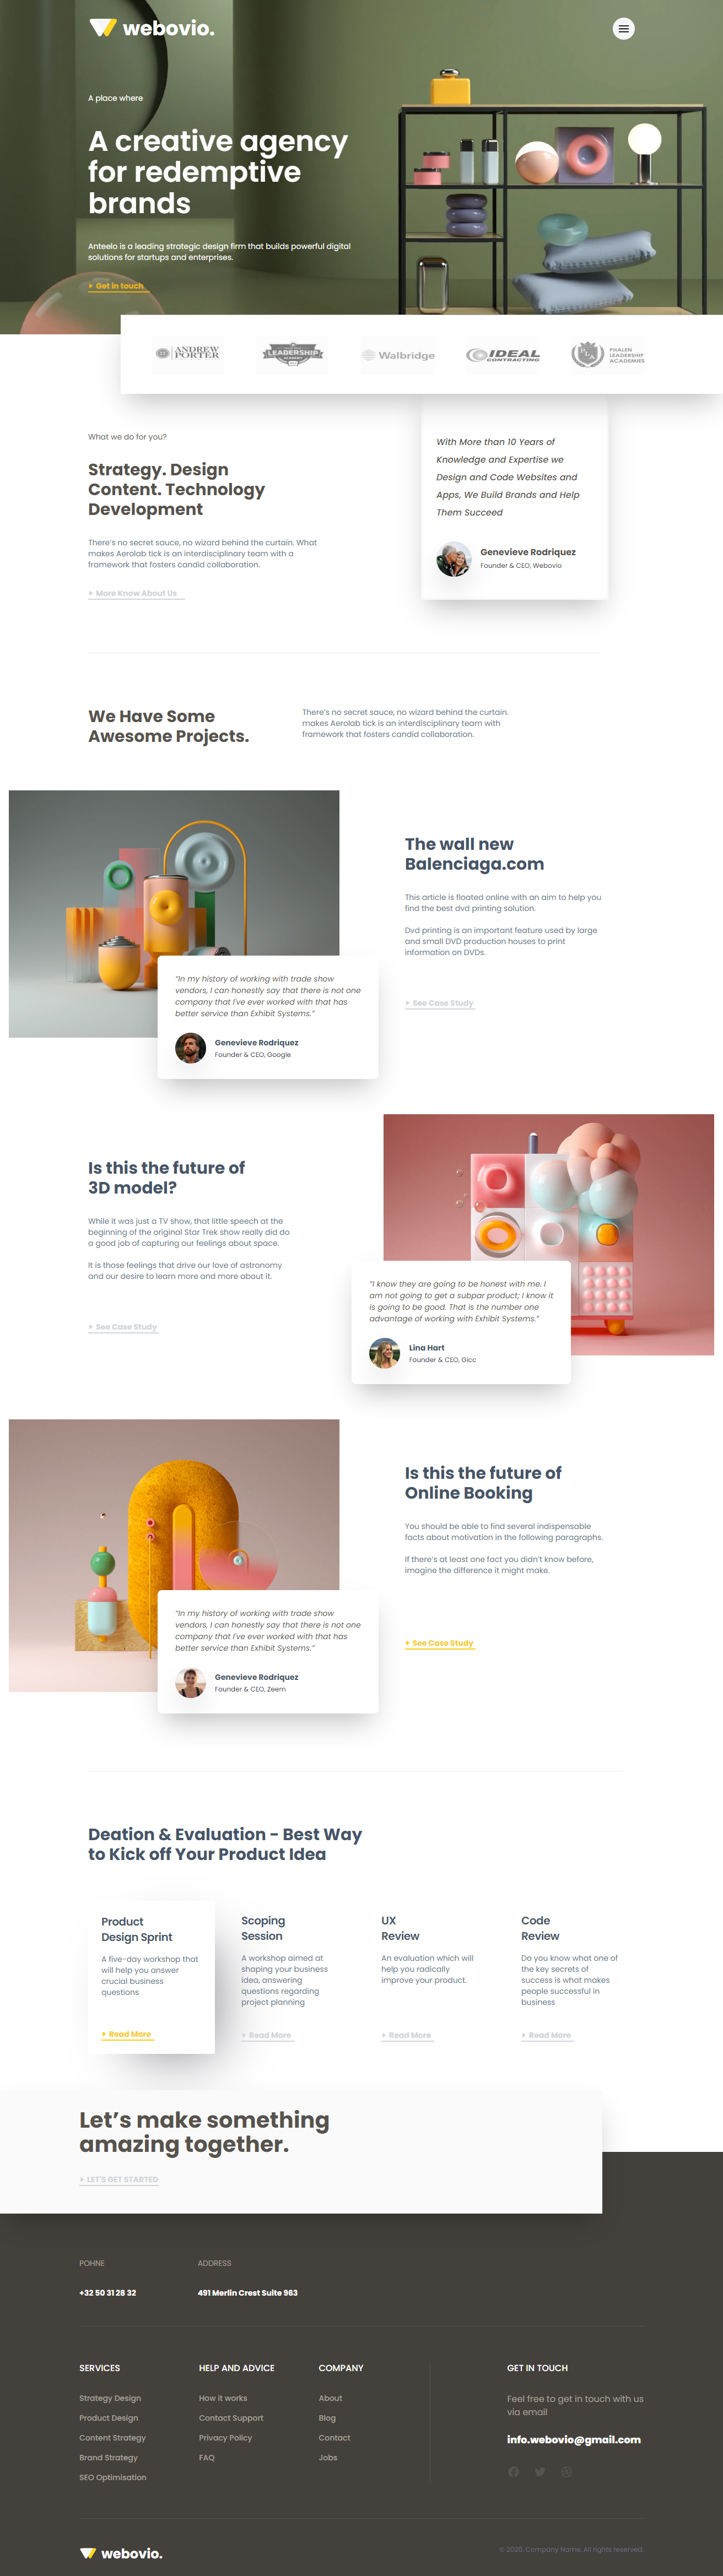 webovio.
A place where
A creative agency
for redemptive
brands
Anteelo is a leading strategic design firm that builds powerful digital
solutions for startups and enterprises.
Get in touch
ANDREW
PORTER
LEADERSHIP
Walbridge
IDEAL
CONTRACTING
PHALEN
LEADERSHIP
ACADEMIES
What we do for you?
Strategy. Design
Content. Technology
Development
There's no secret sauce, no wizard behind the curtain. What
makes Aerolab tick is an interdisciplinary team with a
framework that fosters candid collaboration.
More Know About Us
With More than 10 Years of
Knowledge and Expertise we
Design and Code Websites and
Apps, We Build Brands and Help
Them Succeed
Genevieve Rodriquez
Founder & CEO, Webovio
We Have Some
Awesome Projects.
There's no secret sauce, no wizard behind the curtain.
makes Aerolab tick is an interdisciplinary team with
framework that fosters candid collaboration.
The wall new
Balenciaga.com
This article is floated online with an aim to help you
find the best dvd printing solution.
Dvd printing is an important feature used by large
and small DVD production houses to print
information on DVDs.
See Case Study
"In my history of working with trade show
vendors, I can honestly say that there is not one
company that I've ever worked with that has
better service than Exhibit Systems."
Genevieve Rodriquez
Founder & CEO, Google
Is this the future of
3D model?
While it was just a TV show, that little speech at the
beginning of the original Star Trek show really did do
a good job of capturing our feelings about space.
It is those feelings that drive our love of astronomy
and our desire to learn more and more about it.
See Case Study
"I know they are going to be honest with me. I
am not going to get a subpar product; I know it
is going to be good. That is the number one
advantage of working with Exhibit Systems."
Lina Hart
Founder & CEO, Gicc
Is this the future of
Online Booking
You should be able to find several indispensable
facts about motivation in the following paragraphs.
If there's at least one fact you didn't know before,
imagine the difference it might make.
See Case Study
"In my history of working with trade show
vendors, I can honestly say that there is not one
company that I've ever worked with that has
better service than Exhibit Systems."
Genevieve Rodriquez
Founder & CEO, Zeem
Deation & Evaluation - Best Way
to Kick off Your Product Idea
Product
Design Sprint
A five-day workshop that
will help you answer
crucial business
questions
Read More
Scoping
Session
A workshop aimed at
shaping your business
idea, answering
questions regarding
project planning
Read More
UX
Review
An evaluation which will
help you radically
improve your product.
Read More
Code
Review
Do you know what one of
the key secrets of
success is what makes
people successful in
business
Read More
Let's make something
amazing together.
LET'S GET STARTED
POHNE
+32 50 31 28 32
ADDRESS
491 Merlin Crest Suite 963
SERVICES
Strategy Design
Product Design
Content Strategy
Brand Strategy
SEO Optimisation
HELP AND ADVICE
How it works
Contact Support
Privacy Policy
FAQ
COMPANY
About
Blog
Contact
Jobs
GET IN TOUCH
Feel free to get in touch with us
via email
info.webovio@gmail.com
webovio.
© 2020. Company Name. All rights reserved.